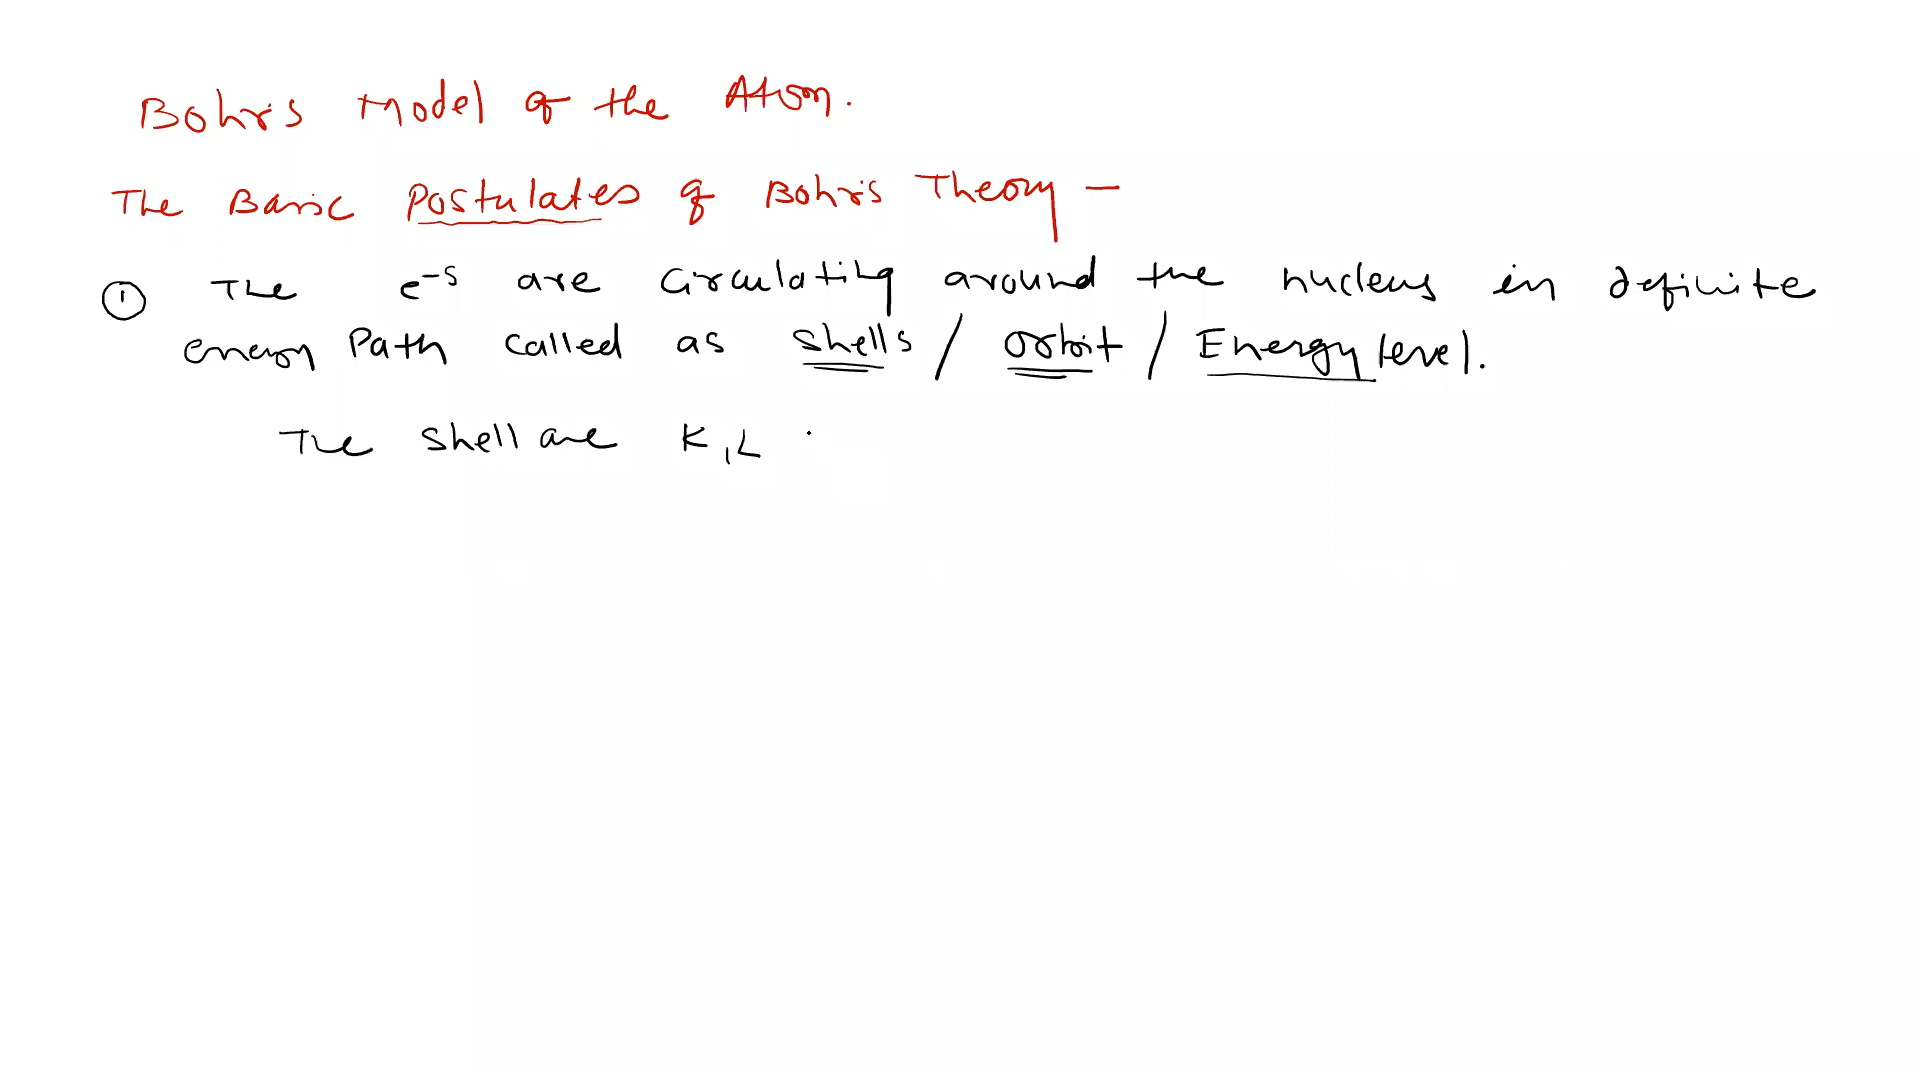 Bohr's Model of the Atom.
The Basic Postulates of Bohr's Theory —
① The e⁻s are circulating around the nucleus in definite
energy Path called as shells / orbit / Energy level.
The shell are K, L .